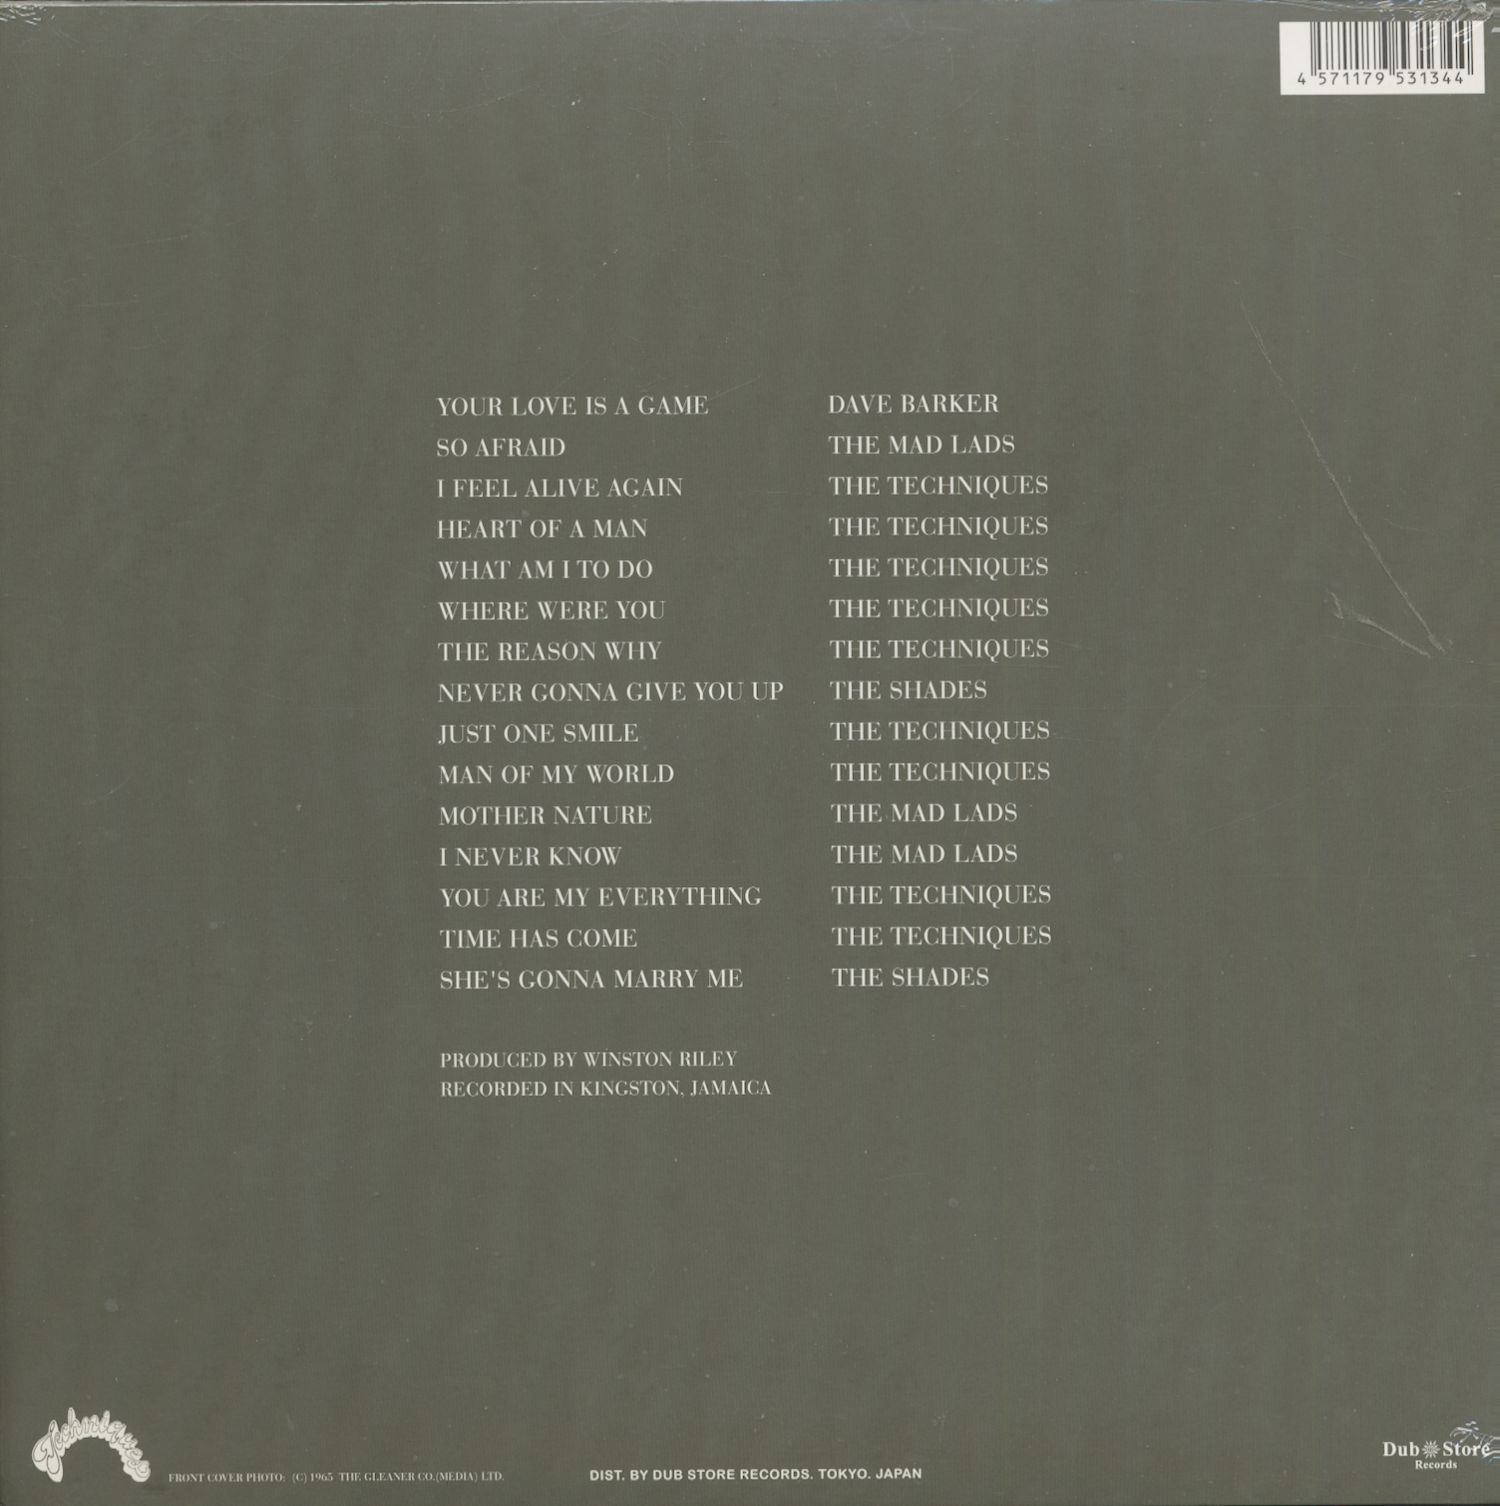 4 571179 531344
YOUR LOVE IS A GAME DAVE BARKER
SO AFRAID THE MAD LADS
I FEEL ALIVE AGAIN THE TECHNIQUES
HEART OF A MAN THE TECHNIQUES
WHAT AM I TO DO THE TECHNIQUES
WHERE WERE YOU THE TECHNIQUES
THE REASON WHY THE TECHNIQUES
NEVER GONNA GIVE YOU UP THE SHADES
JUST ONE SMILE THE TECHNIQUES
MAN OF MY WORLD THE TECHNIQUES
MOTHER NATURE THE MAD LADS
I NEVER KNOW THE MAD LADS
YOU ARE MY EVERYTHING THE TECHNIQUES
TIME HAS COME THE TECHNIQUES
SHE'S GONNA MARRY ME THE SHADES
PRODUCED BY WINSTON RILEY
RECORDED IN KINGSTON, JAMAICA
Techniques
FRONT COVER PHOTO: (C) 1965 THE GLEANER CO.(MEDIA) LTD.
DIST. BY DUB STORE RECORDS. TOKYO. JAPAN
Dub Store
Records